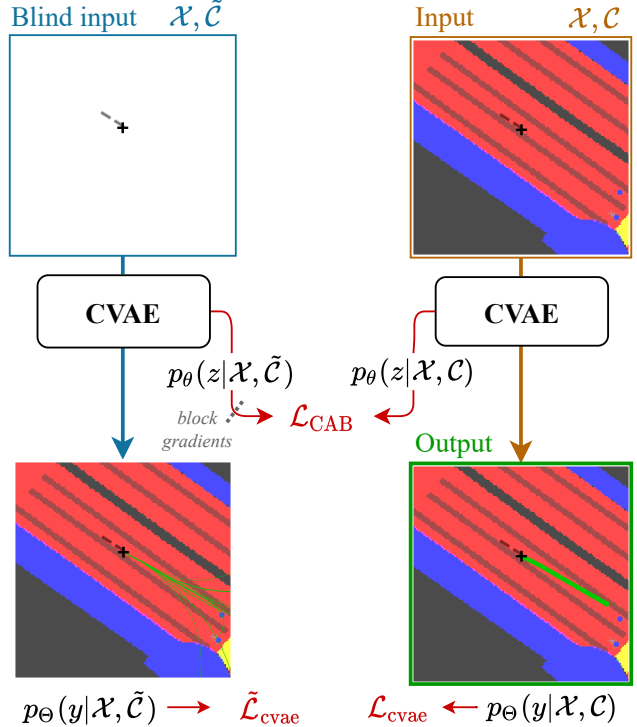 Blind input 𝒳, 𝒞̃
Input 𝒳, 𝒞
CVAE
CVAE
p_θ(z|𝒳, 𝒞̃)
p_θ(z|𝒳, 𝒞)
block
gradients
ℒ_CAB
Output
p_Θ(y|𝒳, 𝒞̃) → ℒ̃_cvae
ℒ_cvae ← p_Θ(y|𝒳, 𝒞)